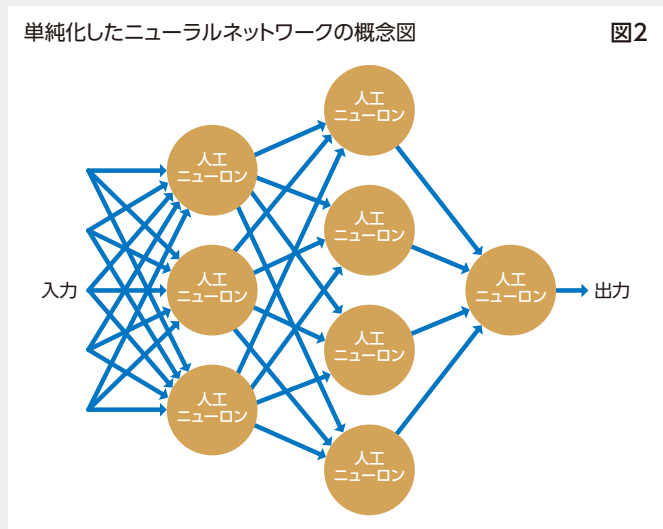 単純化したニューラルネットワークの概念図
図2
人工
ニューロン
人工
ニューロン
人工
ニューロン
人工
ニューロン
入力
人工
ニューロン
人工
ニューロン
出力
人工
ニューロン
人工
ニューロン